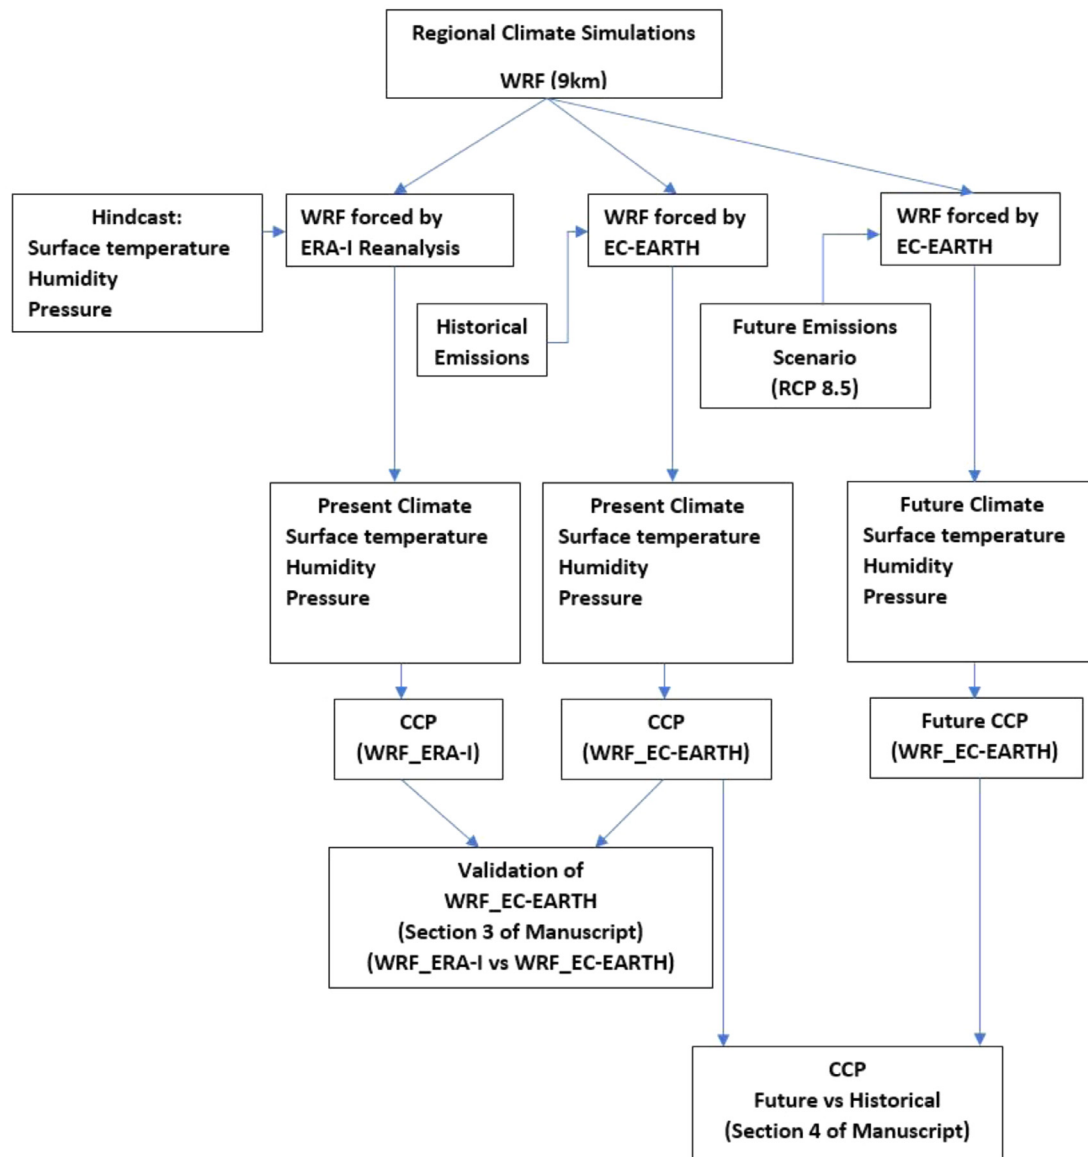 Regional Climate Simulations
WRF (9km)
Hindcast:
Surface temperature
Humidity
Pressure
WRF forced by
ERA-I Reanalysis
WRF forced by
EC-EARTH
WRF forced by
EC-EARTH
Historical
Emissions
Future Emissions
Scenario
(RCP 8.5)
Present Climate
Surface temperature
Humidity
Pressure
Present Climate
Surface temperature
Humidity
Pressure
Future Climate
Surface temperature
Humidity
Pressure
CCP
(WRF_ERA-I)
CCP
(WRF_EC-EARTH)
Future CCP
(WRF_EC-EARTH)
Validation of
WRF_EC-EARTH
(Section 3 of Manuscript)
(WRF_ERA-I vs WRF_EC-EARTH)
CCP
Future vs Historical
(Section 4 of Manuscript)